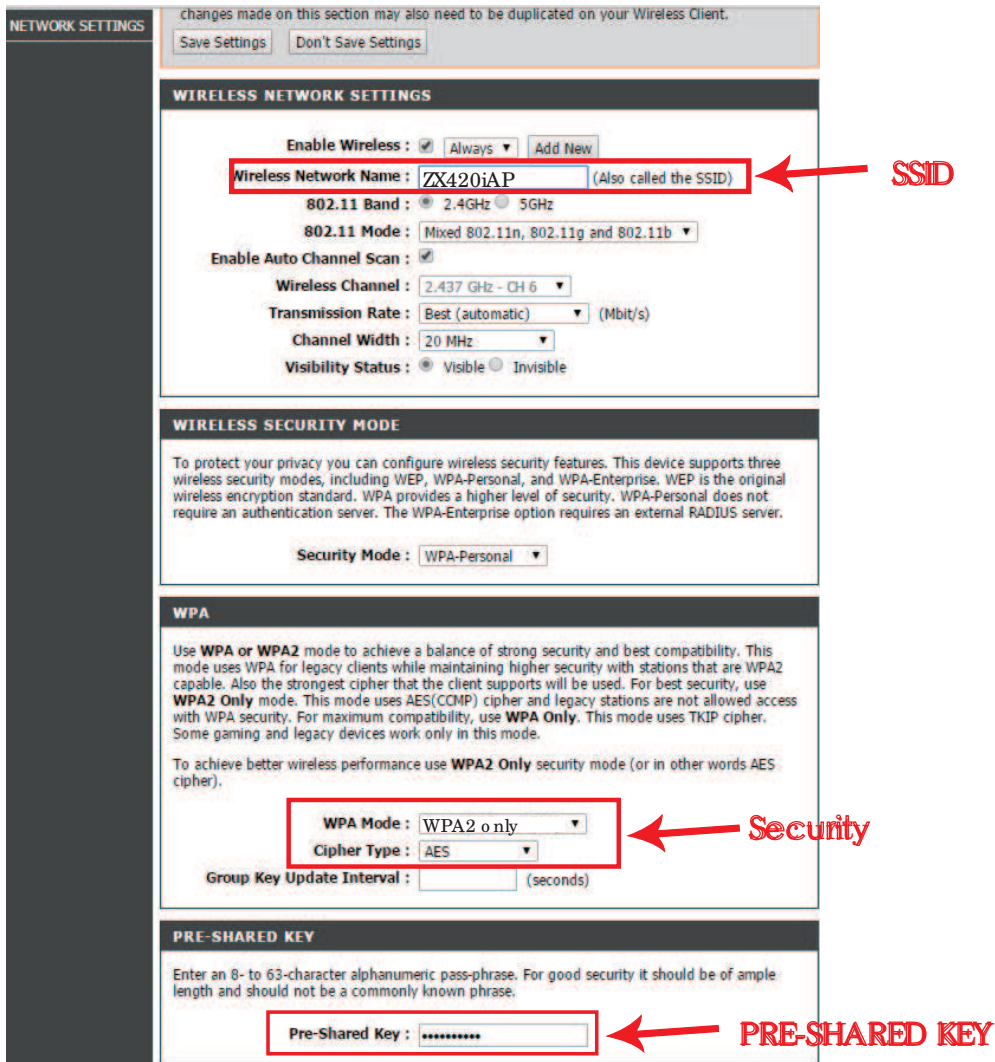 NETWORK SETTINGS
changes made on this section may also need to be duplicated on your Wireless Client.
Save Settings Don't Save Settings
WIRELESS NETWORK SETTINGS
Enable Wireless : Always Add New
Wireless Network Name : ZX420iAP (Also called the SSID) SSID
802.11 Band : 2.4GHz 5GHz
802.11 Mode : Mixed 802.11n, 802.11g and 802.11b
Enable Auto Channel Scan :
Wireless Channel : 2.437 GHz - CH 6
Transmission Rate : Best (automatic) (Mbit/s)
Channel Width : 20 MHz
Visibility Status : Visible Invisible
WIRELESS SECURITY MODE
To protect your privacy you can configure wireless security features. This device supports three
wireless security modes, including WEP, WPA-Personal, and WPA-Enterprise. WEP is the original
wireless encryption standard. WPA provides a higher level of security. WPA-Personal does not
require an authentication server. The WPA-Enterprise option requires an external RADIUS server.
Security Mode : WPA-Personal
WPA
Use WPA or WPA2 mode to achieve a balance of strong security and best compatibility. This
mode uses WPA for legacy clients while maintaining higher security with stations that are WPA2
capable. Also the strongest cipher that the client supports will be used. For best security, use
WPA2 Only mode. This mode uses AES(CCMP) cipher and legacy stations are not allowed access
with WPA security. For maximum compatibility, use WPA Only. This mode uses TKIP cipher.
Some gaming and legacy devices work only in this mode.
To achieve better wireless performance use WPA2 Only security mode (or in other words AES
cipher).
WPA Mode : WPA2 only Security
Cipher Type : AES
Group Key Update Interval : (seconds)
PRE-SHARED KEY
Enter an 8- to 63-character alphanumeric pass-phrase. For good security it should be of ample
length and should not be a commonly known phrase.
Pre-Shared Key : •••••••••• PRE-SHARED KEY